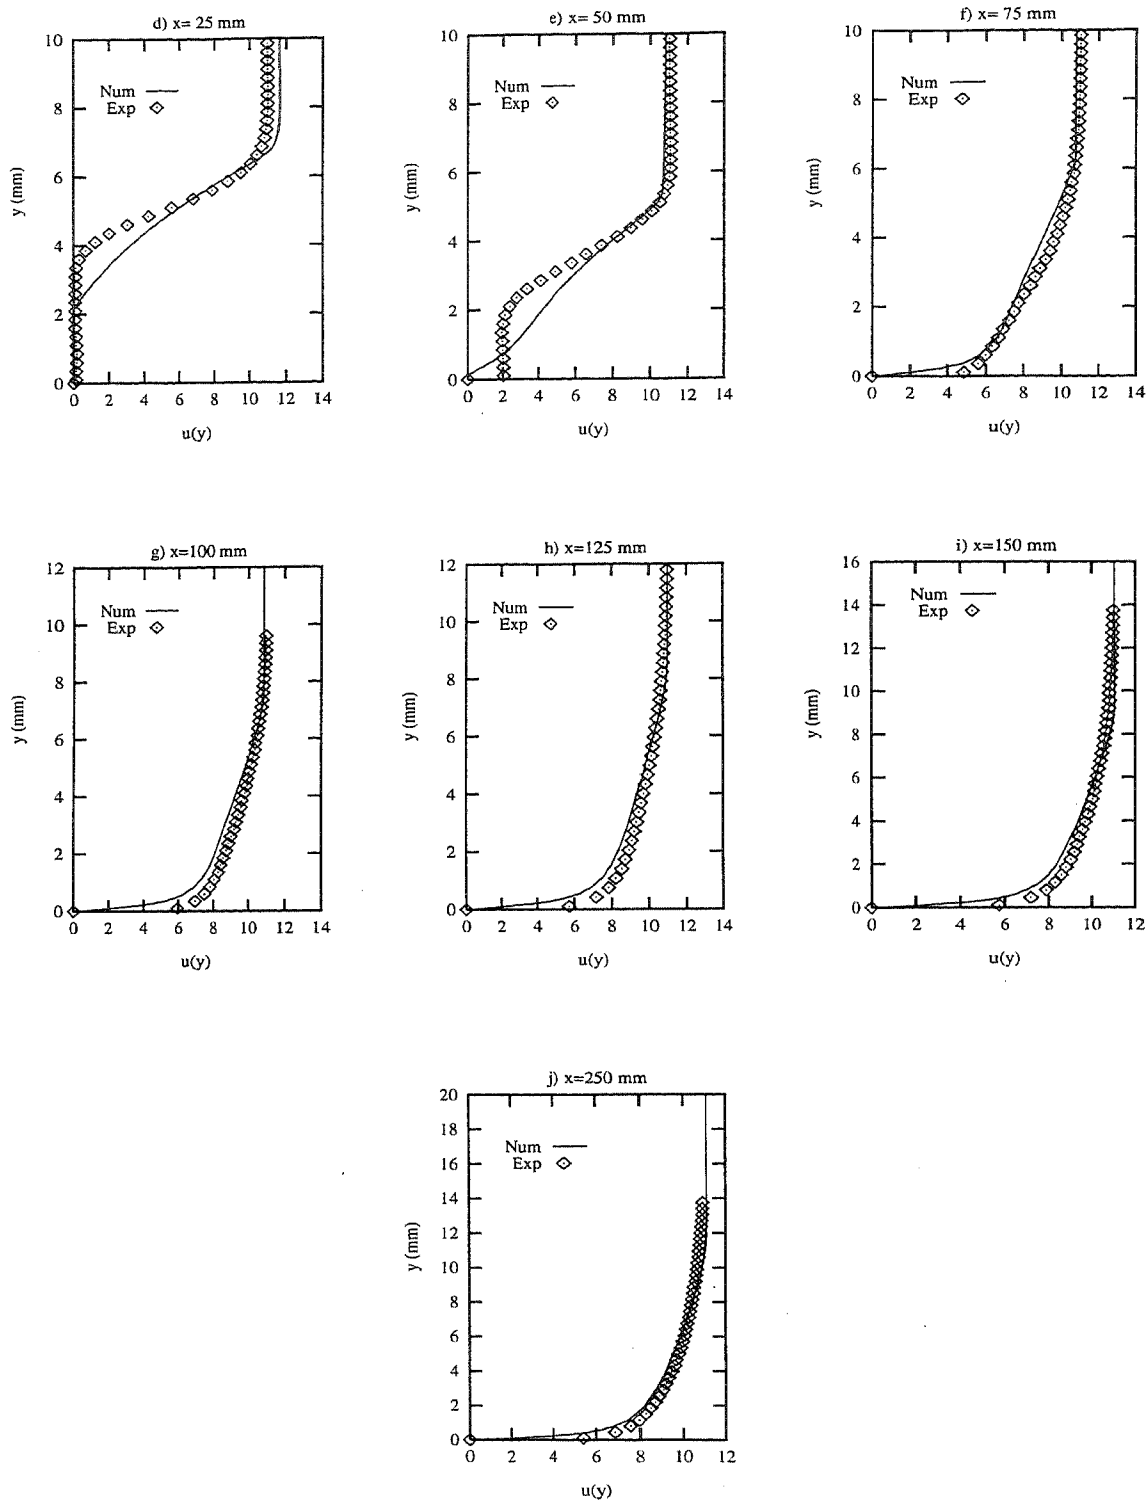 d) x= 25 mm
10
8
6
4
2
0
y (mm)
Num
Exp
0 2 4 6 8 10 12 14
u(y)
e) x= 50 mm
10
8
6
4
2
0
y (mm)
Num
Exp
0 2 4 6 8 10 12 14
u(y)
f) x= 75 mm
10
8
6
4
2
0
y (mm)
Num
Exp
0 2 4 6 8 10 12 14
u(y)
g) x=100 mm
12
10
8
6
4
2
0
y (mm)
Num
Exp
0 2 4 6 8 10 12 14
u(y)
h) x=125 mm
12
10
8
6
4
2
0
y (mm)
Num
Exp
0 2 4 6 8 10 12 14
u(y)
i) x=150 mm
16
14
12
10
8
6
4
2
0
y (mm)
Num
Exp
0 2 4 6 8 10 12
u(y)
j) x=250 mm
20
18
16
14
12
10
8
6
4
2
0
y (mm)
Num
Exp
0 2 4 6 8 10 12
u(y)